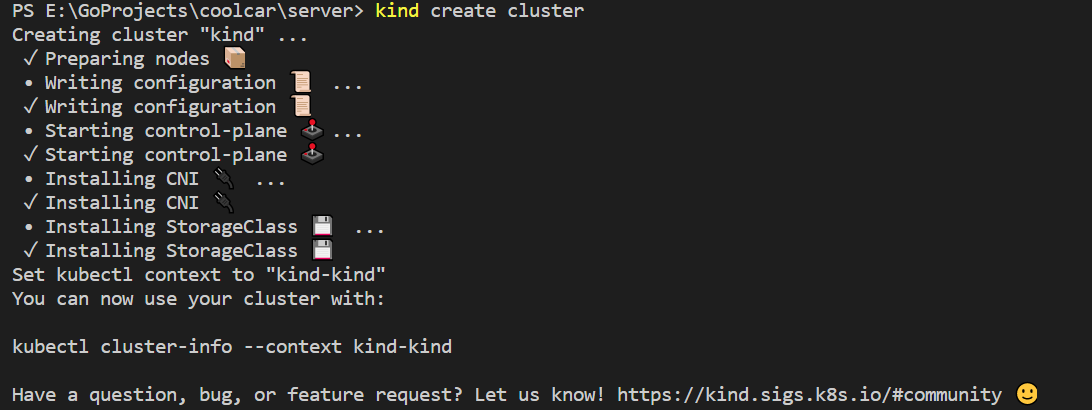 PS E:\GoProjects\coolcar\server> kind create cluster
Creating cluster "kind" ...
✓ Preparing nodes 📦
• Writing configuration 📜 ...
✓ Writing configuration 📜
• Starting control-plane 🕹️ ...
✓ Starting control-plane 🕹️
• Installing CNI 🔌 ...
✓ Installing CNI 🔌
• Installing StorageClass 💾 ...
✓ Installing StorageClass 💾
Set kubectl context to "kind-kind"
You can now use your cluster with:
kubectl cluster-info --context kind-kind
Have a question, bug, or feature request? Let us know! https://kind.sigs.k8s.io/#community 🙂